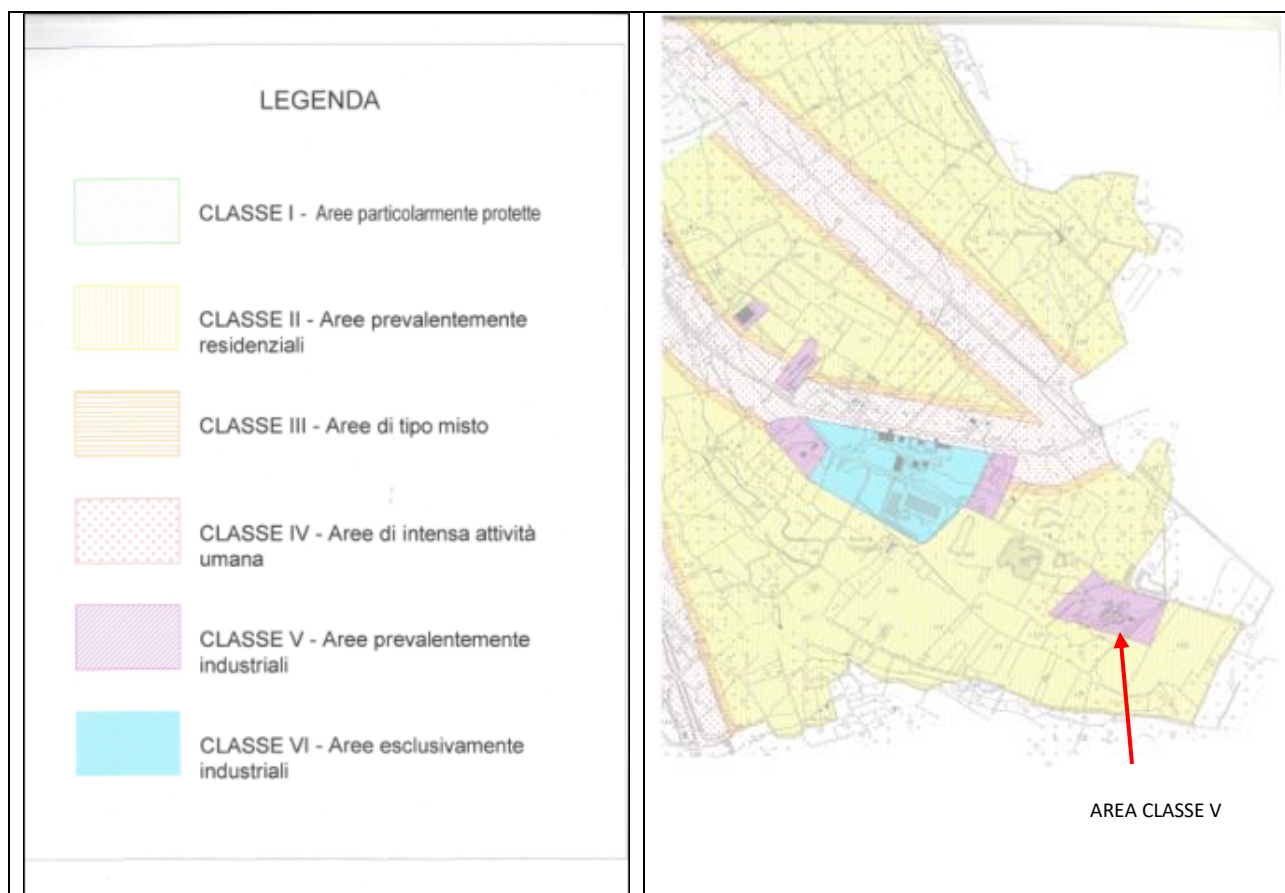 LEGENDA
CLASSE I - Aree particolarmente protette
CLASSE II - Aree prevalentemente
residenziali
CLASSE III - Aree di tipo misto
CLASSE IV - Aree di intensa attività
umana
CLASSE V - Aree prevalentemente
industriali
CLASSE VI - Aree esclusivamente
industriali
AREA CLASSE V